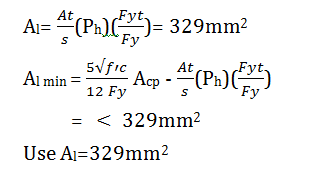 Al= At/s (Ph)(Fyt/Fy)= 329mm²
Al min = 5√f′c/12 Fy Acp - At/s (Ph)(Fyt/Fy)
= < 329mm²
Use Al=329mm²